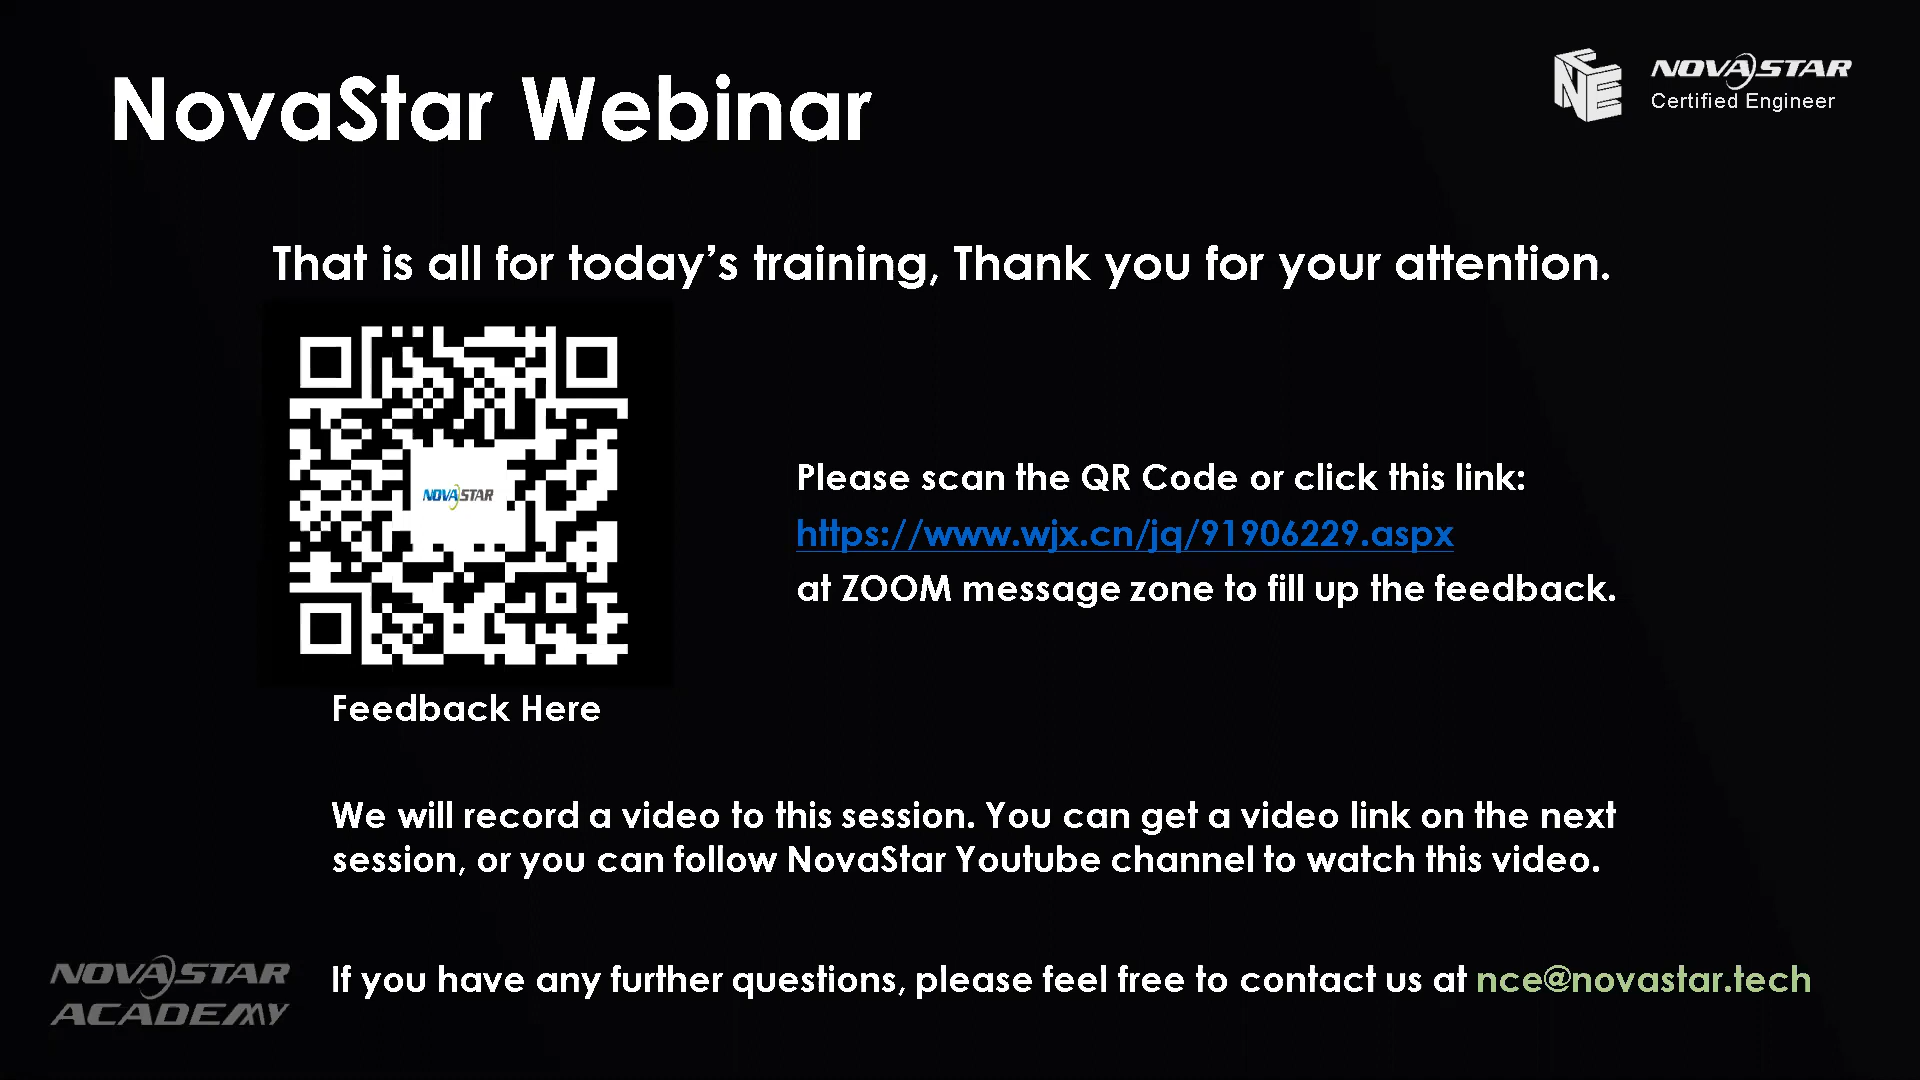 NovaStar Webinar
NCE
NOVASTAR
Certified Engineer
That is all for today’s training, Thank you for your attention.
NOVASTAR
Please scan the QR Code or click this link:
https://www.wjx.cn/jq/91906229.aspx
at ZOOM message zone to fill up the feedback.
Feedback Here
We will record a video to this session. You can get a video link on the next
session, or you can follow NovaStar Youtube channel to watch this video.
NOVASTAR
ACADEMY
If you have any further questions, please feel free to contact us at nce@novastar.tech